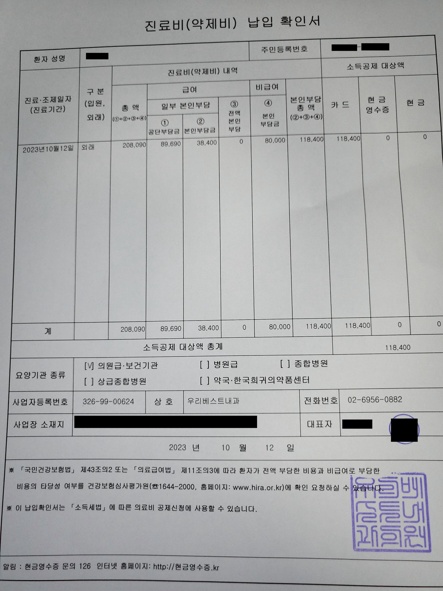 진료비(약제비) 납입 확인서
환자 성명
주민등록번호
진료·조제일자
(진료기간)
구 분
(입원,
외래)
진료비(약제비) 내역
소득공제 대상액
총 액
(①+②+③+④)
급여
비급여
본인부담
총 액
(②+③+④)
카 드
현 금
영수증
현 금
일부 본인부담
①
공단부담금
②
본인부담금
③
전액
본인
부담
④
본인
부담금
2023년10월12일 외래 208,090 89,690 38,400 0 80,000 118,400 118,400 0 0
계 208,090 89,690 38,400 0 80,000 118,400 118,400 0 0
소득공제 대상액 총계 118,400
요양기관 종류
[√] 의원급·보건기관 [ ] 병원급 [ ] 종합병원
[ ] 상급종합병원 [ ] 약국·한국희귀의약품센터
사업자등록번호 326-99-00624 상 호 우리베스트내과 전화번호 02-6956-0882
사업장 소재지 대표자
2023 년 10 월 12 일
※ 「국민건강보험법」 제43조의2 또는 「의료급여법」 제11조의3에 따라 환자가 전액 부담한 비용과 비급여로 부담한
비용의 타당성 여부를 건강보험심사평가원(☎1644-2000, 홈페이지: www.hira.or.kr)에 확인 요청하실 수 있습니다.
※ 이 납입확인서는 「소득세법」에 따른 의료비 공제신청에 사용할 수 있습니다.
알림 : 현금영수증 문의 126 인터넷 홈페이지: http://현금영수증.kr